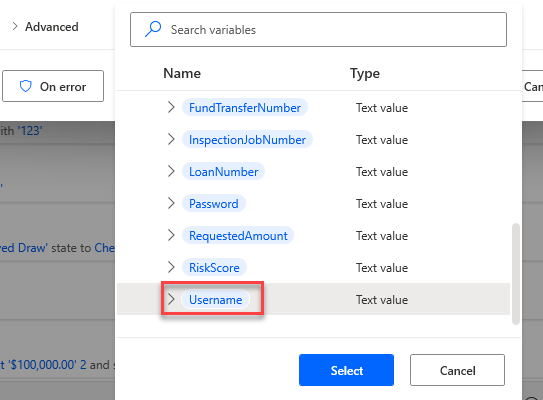 Advanced
Search variables
Name Type
On error
Can
FundTransferNumber Text value
ith '123'
InspectionJobNumber Text value
LoanNumber Text value
'
Password Text value
RequestedAmount Text value
ved Draw' state to Che
RiskScore Text value
Username Text value
t '$100,000.00' 2 and s
Select Cancel